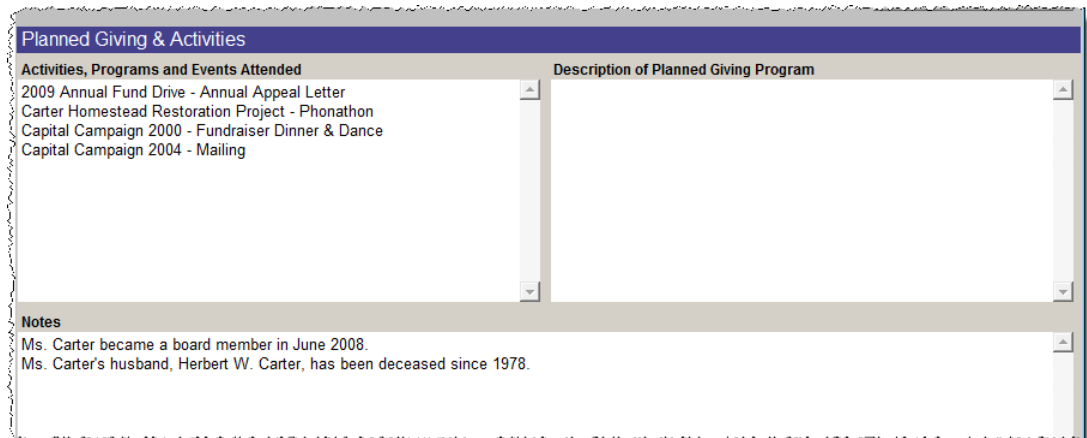 Planned Giving & Activities
Activities, Programs and Events Attended
2009 Annual Fund Drive - Annual Appeal Letter
Carter Homestead Restoration Project - Phonathon
Capital Campaign 2000 - Fundraiser Dinner & Dance
Capital Campaign 2004 - Mailing
Description of Planned Giving Program
Notes
Ms. Carter became a board member in June 2008.
Ms. Carter's husband, Herbert W. Carter, has been deceased since 1978.